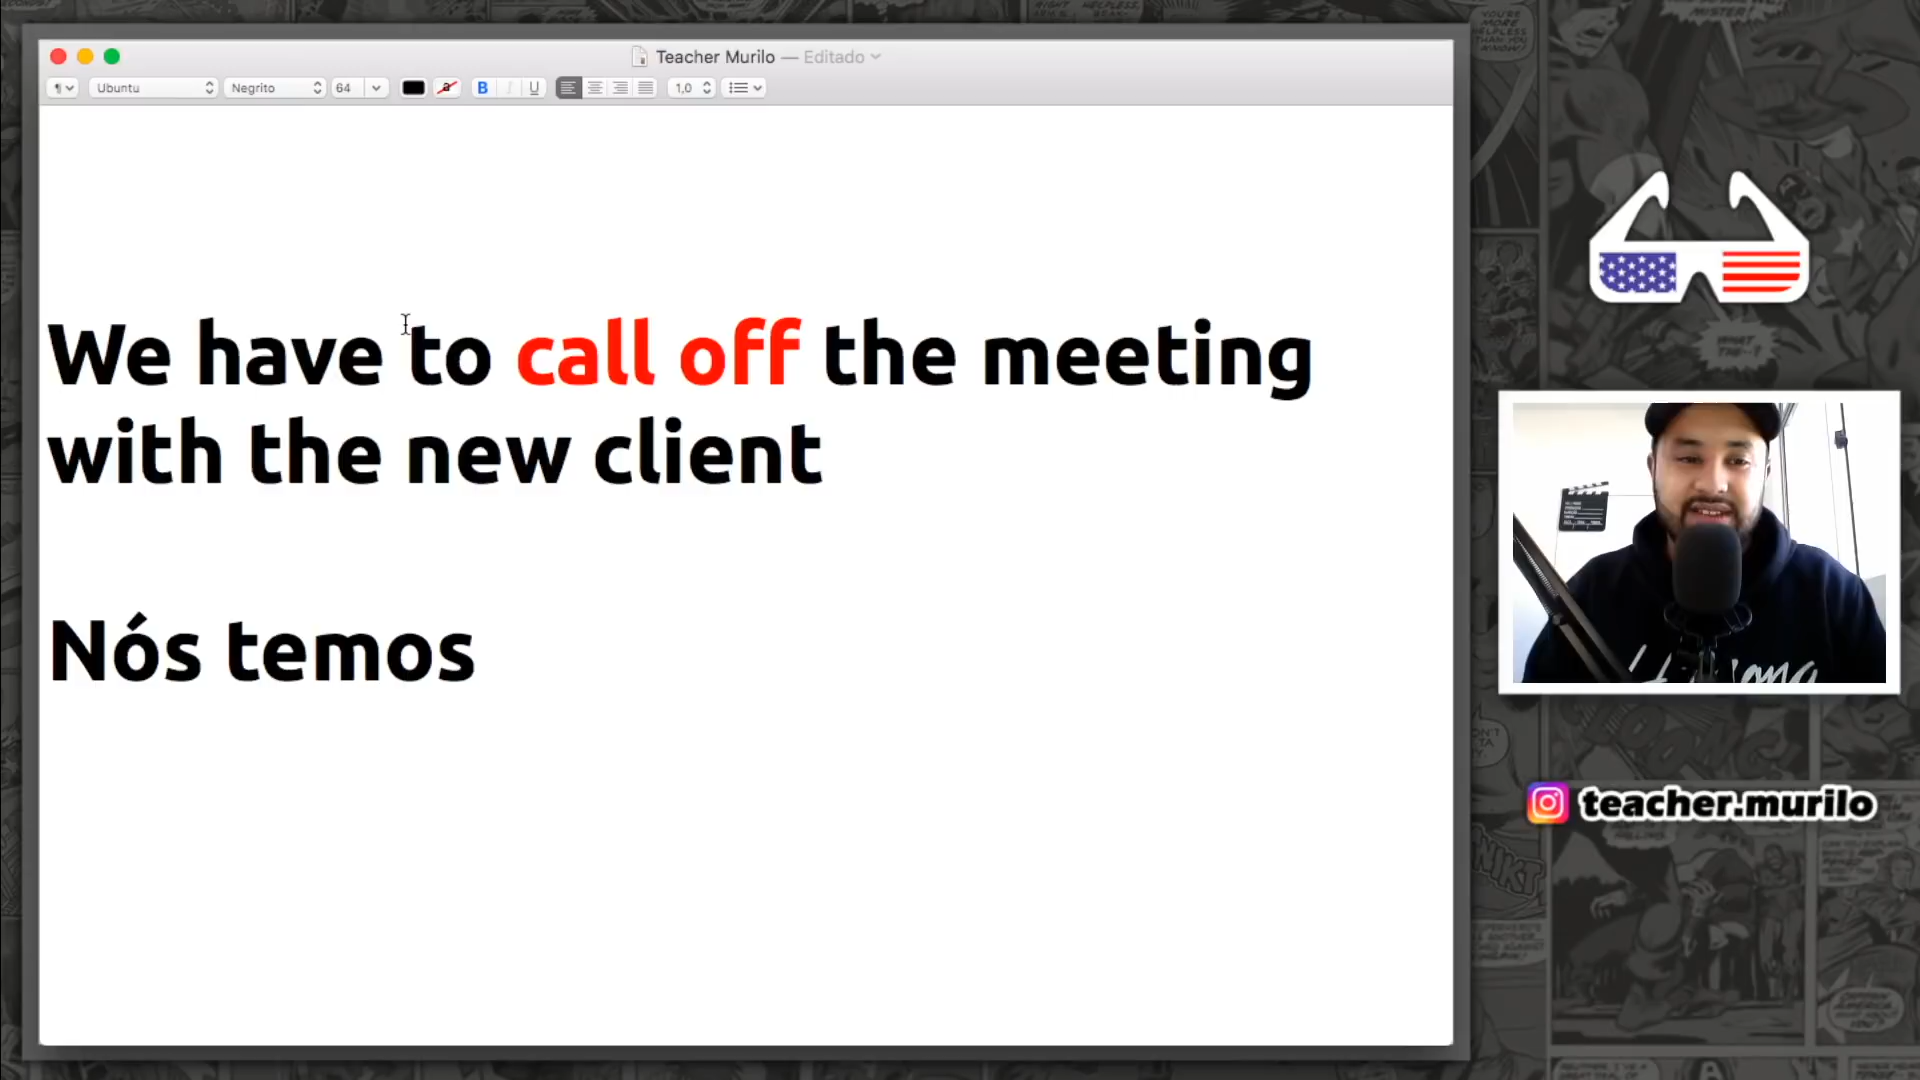 Teacher Murilo — Editado
Ubuntu Negrito 64 B U 1,0
We have to call off the meeting
with the new client
Nós temos
teacher.murilo